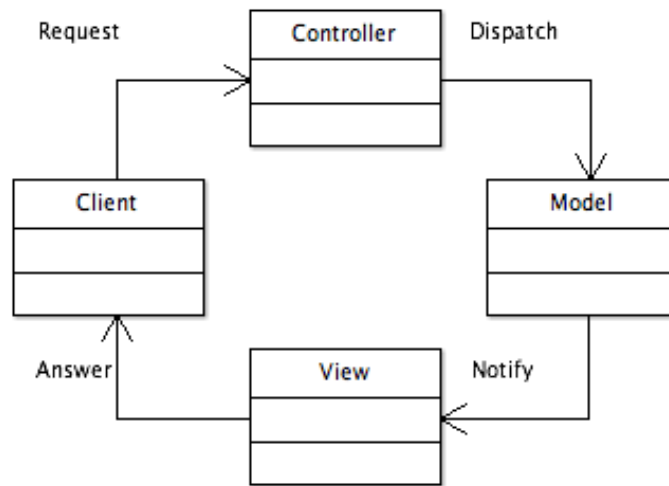 Request
Controller
Dispatch
Client
Model
Answer
View
Notify